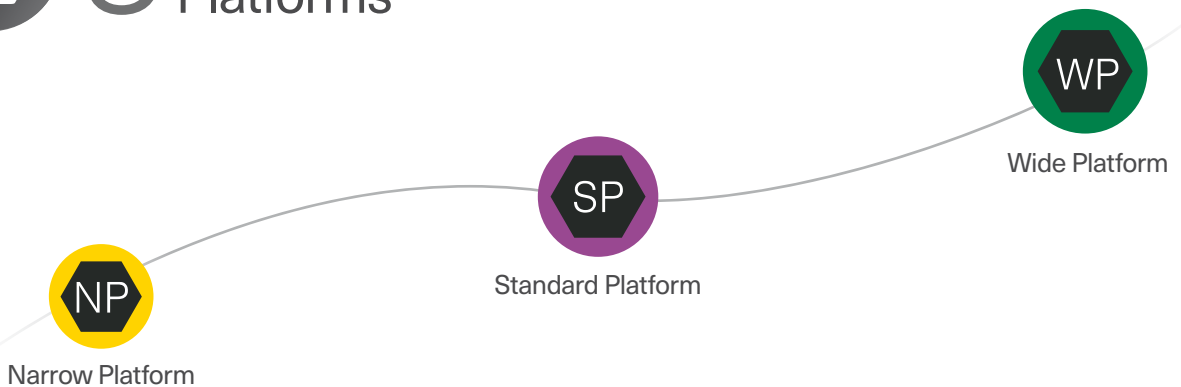 Platforms
WP
Wide Platform
SP
Standard Platform
NP
Narrow Platform